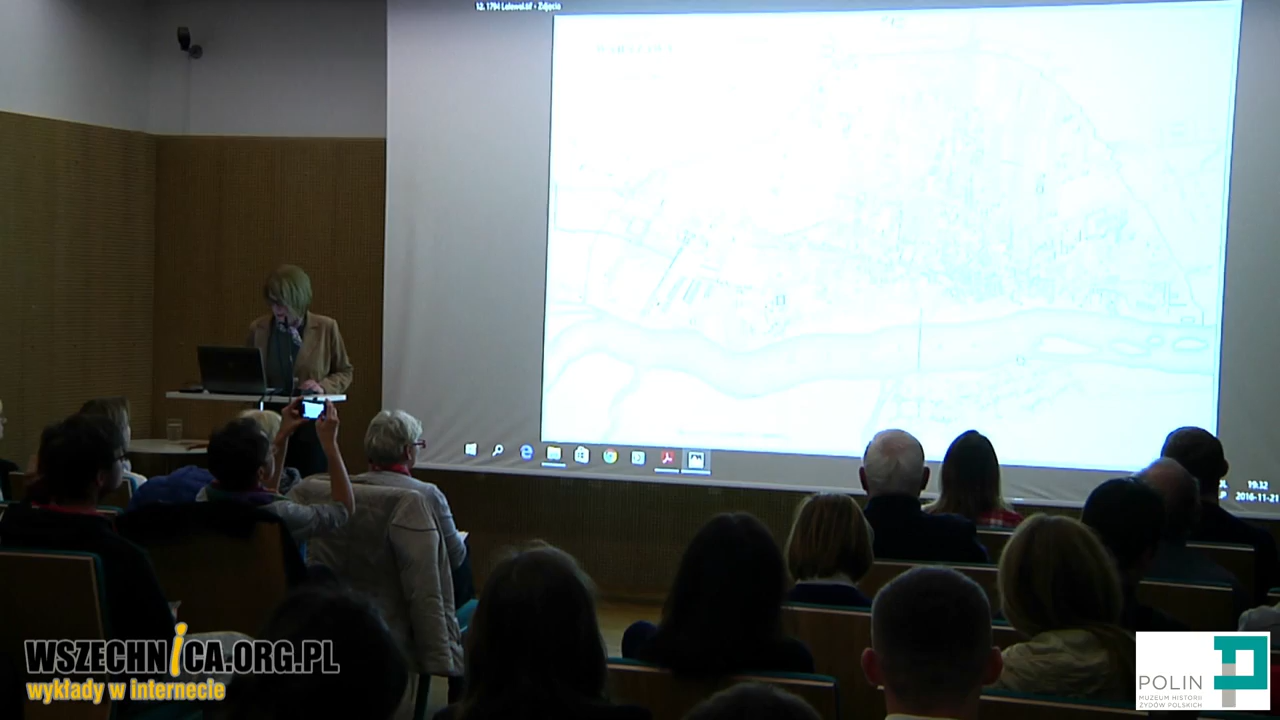 12. 1794 Lelewel.tif - Zdjęcia
19:32
2016-11-21
WSZECHNICA.ORG.PL
wykłady w internecie
POLIN
MUZEUM HISTORII
ŻYDÓW POLSKICH